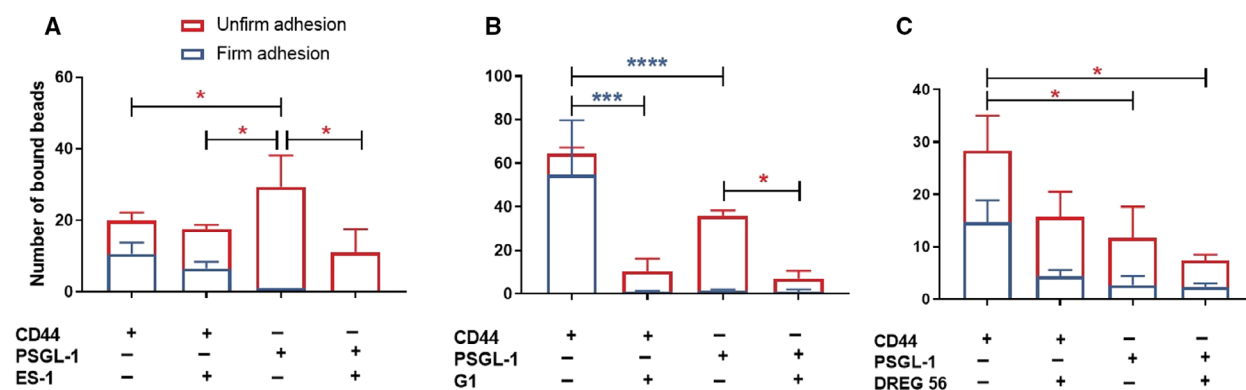 A
Unfirm adhesion
Firm adhesion
Number of bound beads
60
40
20
0
*
*
*
CD44 + + – –
PSGL-1 – – + +
ES-1 – + – +
B
100
80
60
40
20
0
****
***
*
CD44 + + – –
PSGL-1 – – + +
G1 – + – +
C
40
30
20
10
0
*
*
CD44 + + – –
PSGL-1 – – + +
DREG 56 – + – +